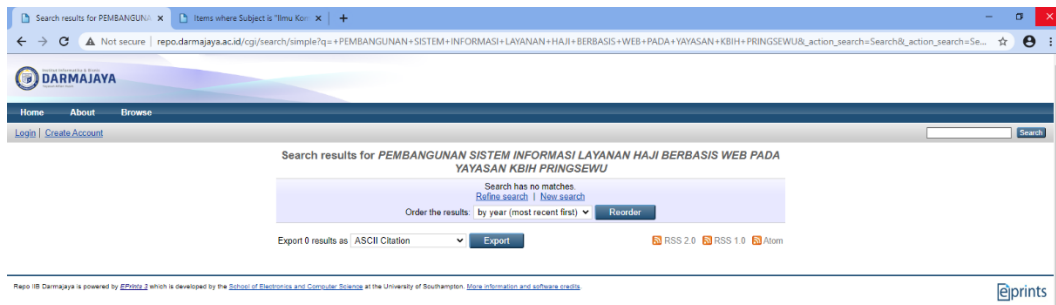 Search results for PEMBANGUNA
Items where Subject is "Ilmu Kom
Not secure | repo.darmajaya.ac.id/cgi/search/simple?q=+PEMBANGUNAN+SISTEM+INFORMASI+LAYANAN+HAJI+BERBASIS+WEB+PADA+YAYASAN+KBIH+PRINGSEWU&_action_search=Search&_action_search=Se...
DARMAJAYA
Home About Browse
Login | Create Account Search
Search results for PEMBANGUNAN SISTEM INFORMASI LAYANAN HAJI BERBASIS WEB PADA
YAYASAN KBIH PRINGSEWU
Search has no matches.
Refine search | New search
Order the results: by year (most recent first) Reorder
Export 0 results as ASCII Citation Export RSS 2.0 RSS 1.0 Atom
Repo IIB Darmajaya is powered by EPrints 3 which is developed by the School of Electronics and Computer Science at the University of Southampton. More information and software credits.
eprints